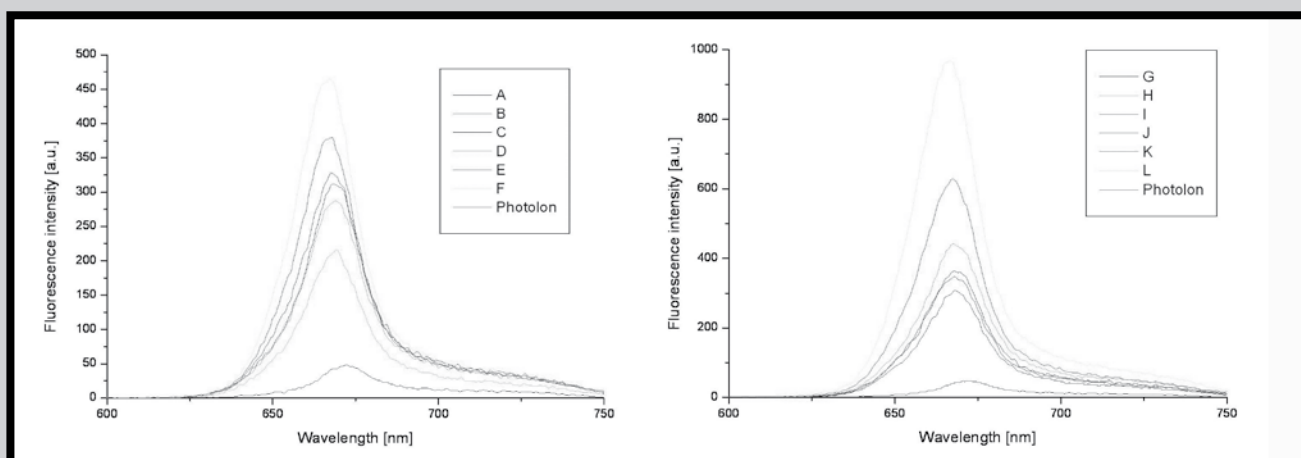 500
450
400
350
300
250
200
150
100
50
0
Fluorescence intensity [a.u.]
600
650
700
750
Wavelength [nm]
A
B
C
D
E
F
Photolon
1000
800
600
400
200
0
Fluorescence intensity [a.u.]
600
650
700
750
Wavelength [nm]
G
H
I
J
K
L
Photolon